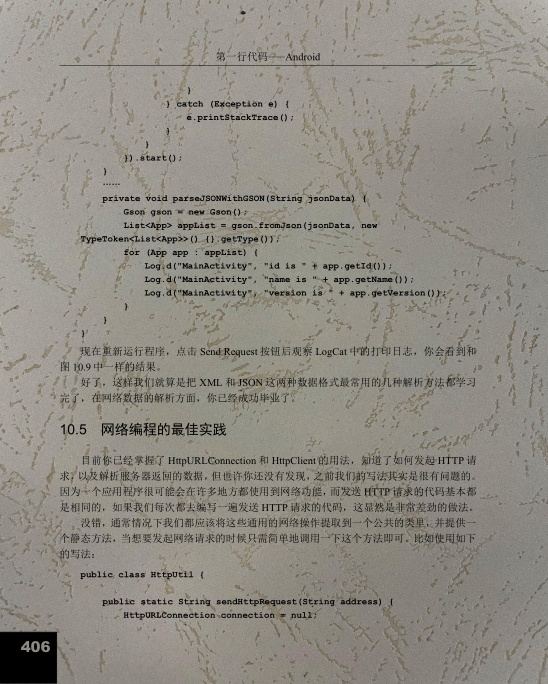 第一行代码——Android
}
} catch (Exception e) {
e.printStackTrace();
}
}
}).start();
}
......
private void parseJSONWithGSON(String jsonData) {
Gson gson = new Gson();
List<App> appList = gson.fromJson(jsonData, new
TypeToken<List<App>>() {}.getType());
for (App app : appList) {
Log.d("MainActivity", "id is " + app.getId());
Log.d("MainActivity", "name is " + app.getName());
Log.d("MainActivity", "version is " + app.getVersion());
}
}
}
现在重新运行程序，点击 Send Request 按钮后观察 LogCat 中的打印日志，你会看到和
图 10.9 中一样的结果。
好了，这样我们就算是把 XML 和 JSON 这两种数据格式最常用的几种解析方法都学习
完了，在网络数据的解析方面，你已经成功毕业了。
10.5 网络编程的最佳实践
目前你已经掌握了 HttpURLConnection 和 HttpClient 的用法，知道了如何发起 HTTP 请
求，以及解析服务器返回的数据，但也许你还没有发现，之前我们的写法其实是很有问题的。
因为一个应用程序很可能会在许多地方都使用到网络功能，而发送 HTTP 请求的代码基本都
是相同的，如果我们每次都去编写一遍发送 HTTP 请求的代码，这显然是非常差劲的做法。
没错，通常情况下我们都应该将这些通用的网络操作提取到一个公共的类里，并提供一
个静态方法，当想要发起网络请求的时候只需简单地调用一下这个方法即可。比如使用如下
的写法：
public class HttpUtil {
public static String sendHttpRequest(String address) {
HttpURLConnection connection = null;
406